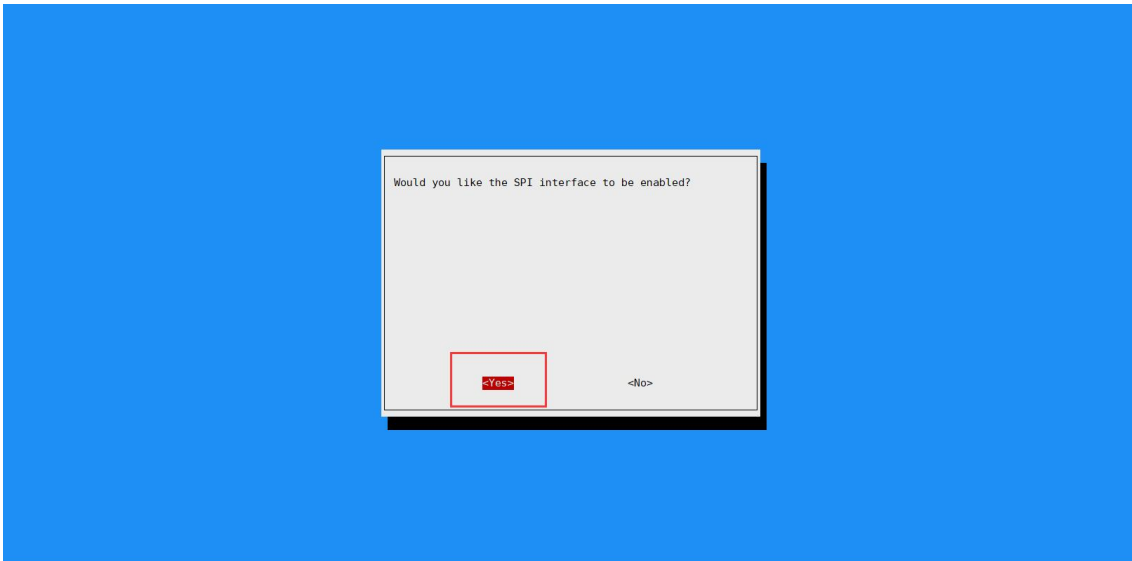 Would you like the SPI interface to be enabled?
<Yes> <No>